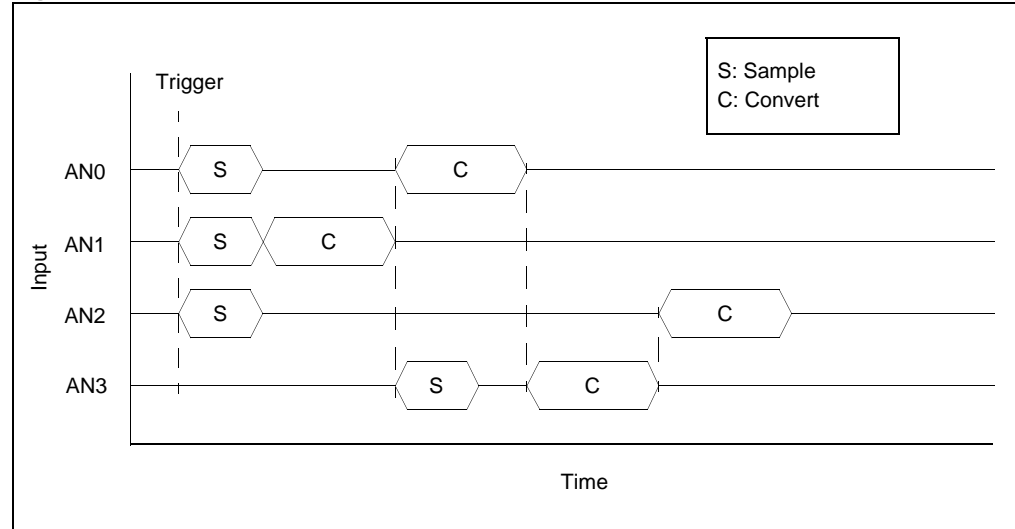 S: Sample
C: Convert
Trigger
AN0 S C
AN1 S C
AN2 S C
AN3 S C
Input
Time